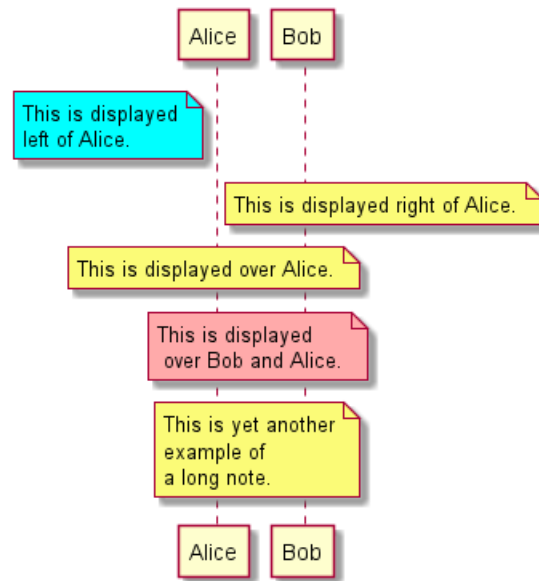 Alice Bob
This is displayed
left of Alice.
This is displayed right of Alice.
This is displayed over Alice.
This is displayed
over Bob and Alice.
This is yet another
example of
a long note.
Alice Bob